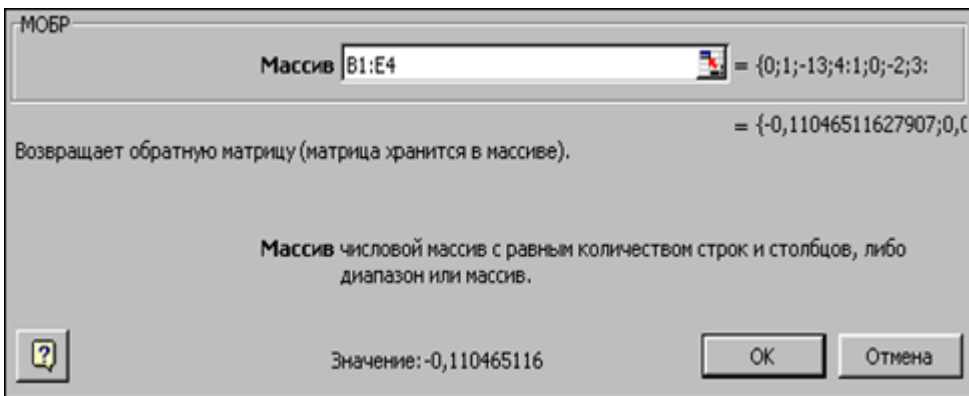 МОБР
Массив B1:E4 = {0;1;-13;4:1;0;-2;3:
= {-0,11046511627907;0,0
Возвращает обратную матрицу (матрица хранится в массиве).
Массив числовой массив с равным количеством строк и столбцов, либо
диапазон или массив.
Значение:-0,110465116
OK
Отмена